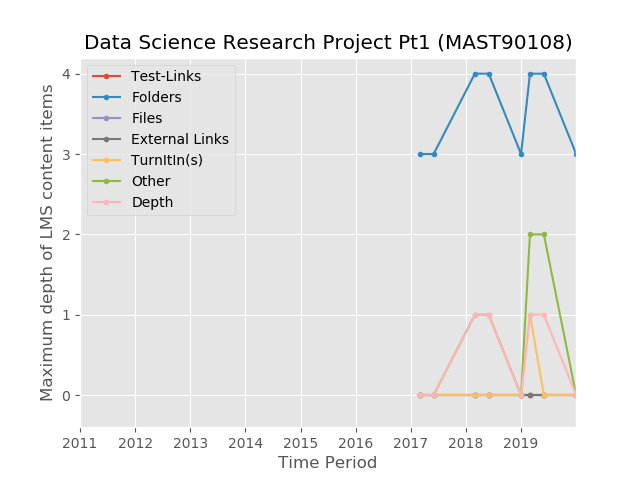 Data Science Research Project Pt1 (MAST90108)
Test-Links
Folders
Files
External Links
TurnItIn(s)
Other
Depth
Maximum depth of LMS content items
4
3
2
1
0
2011 2012 2013 2014 2015 2016 2017 2018 2019
Time Period